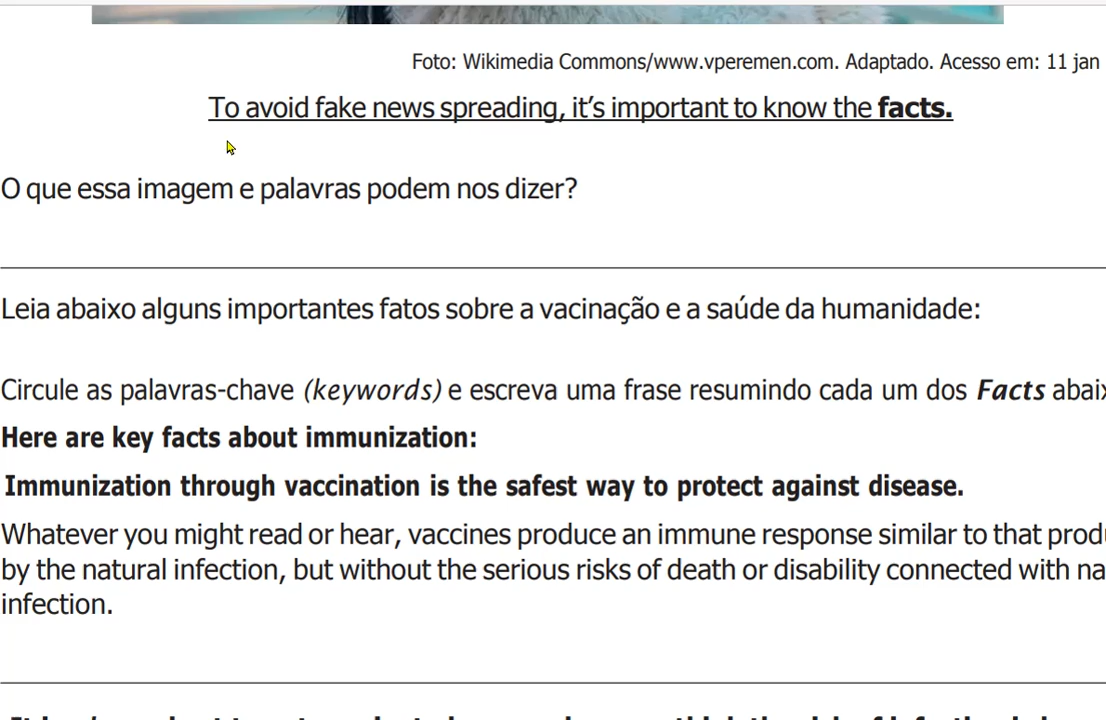 Foto: Wikimedia Commons/www.vperemen.com. Adaptado. Acesso em: 11 jan
To avoid fake news spreading, it’s important to know the facts.
O que essa imagem e palavras podem nos dizer?
Leia abaixo alguns importantes fatos sobre a vacinação e a saúde da humanidade:
Circule as palavras-chave (keywords) e escreva uma frase resumindo cada um dos Facts
Here are key facts about immunization:
Immunization through vaccination is the safest way to protect against disease.
Whatever you might read or hear, vaccines produce an immune response similar to that
by the natural infection, but without the serious risks of death or disability connected with
infection.